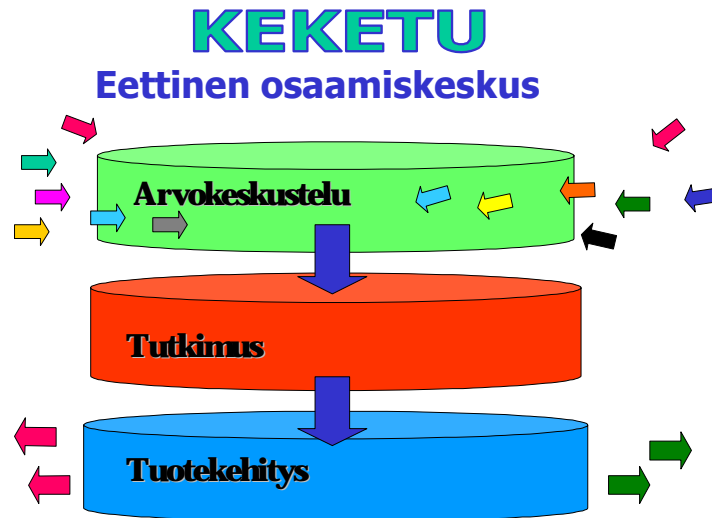 KEKETU
Eettinen osaamiskeskus
Arvokeskustelu
Tutkimus
Tuotekehitys